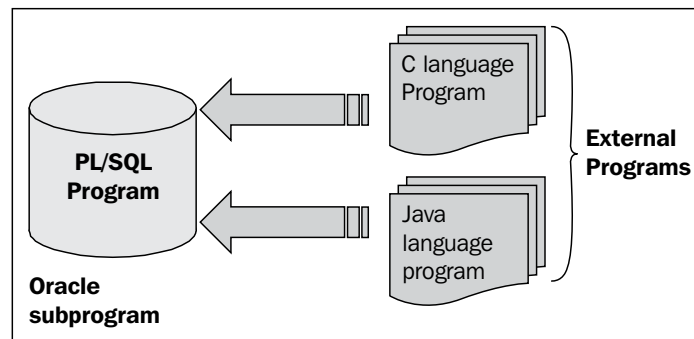 PL/SQL
Program
Oracle
subprogram
C language
Program
Java
language
program
External
Programs